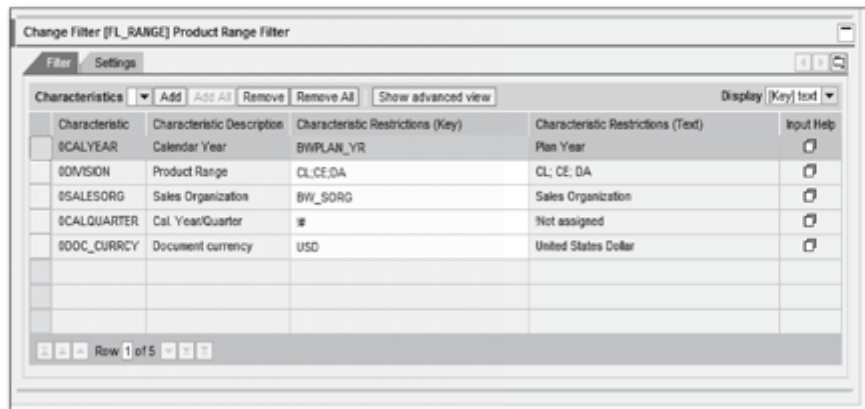 Change Filter [FL_RANGE] Product Range Filter
Filter Settings
Characteristics Add Add All Remove Remove All Show advanced view Display [Key] text
Characteristic Characteristic Description Characteristic Restrictions (Key) Characteristic Restrictions (Text) Input Help
0CALYEAR Calendar Year BWPLAN_YR Plan Year
0DIVISION Product Range CL;CE;DA CL; CE; DA
0SALESORG Sales Organization BW_SORG Sales Organization
0CALQUARTER Cal. Year/Quarter Not assigned
0DOC_CURRCY Document currency USD United States Dollar
Row 1 of 5